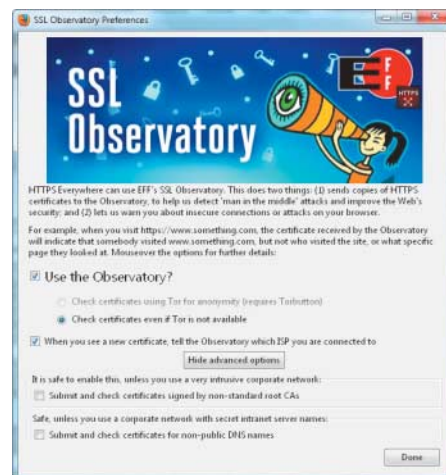 SSL Observatory Preferences
SSL
Observatory
EFF
HTTPS
HTTPS Everywhere can use EFF's SSL Observatory. This does two things: (1) sends copies of HTTPS
certificates to the Observatory, to help us detect 'man in the middle' attacks and improve the Web's
security; and (2) lets us warn you about insecure connections or attacks on your browser.
For example, when you visit https://www.something.com, the certificate received by the Observatory
will indicate that somebody visited www.something.com, but not who visited the site, or what specific
page they looked at. Mouseover the options for further details:
Use the Observatory?
Check certificates using Tor for anonymity (requires Torbutton)
Check certificates even if Tor is not available
When you see a new certificate, tell the Observatory which ISP you are connected to
Hide advanced options
It is safe to enable this, unless you use a very intrusive corporate network:
Submit and check certificates signed by non-standard root CAs
Safe, unless you use a corporate network with secret intranet server names:
Submit and check certificates for non-public DNS names
Done